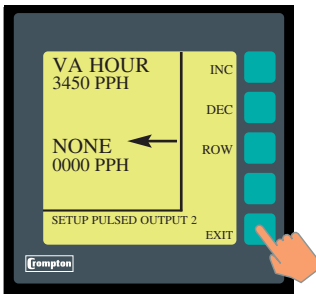 VA HOUR
3450 PPH
NONE
0000 PPH
SETUP PULSED OUTPUT 2
INC
DEC
ROW
EXIT
Crompton